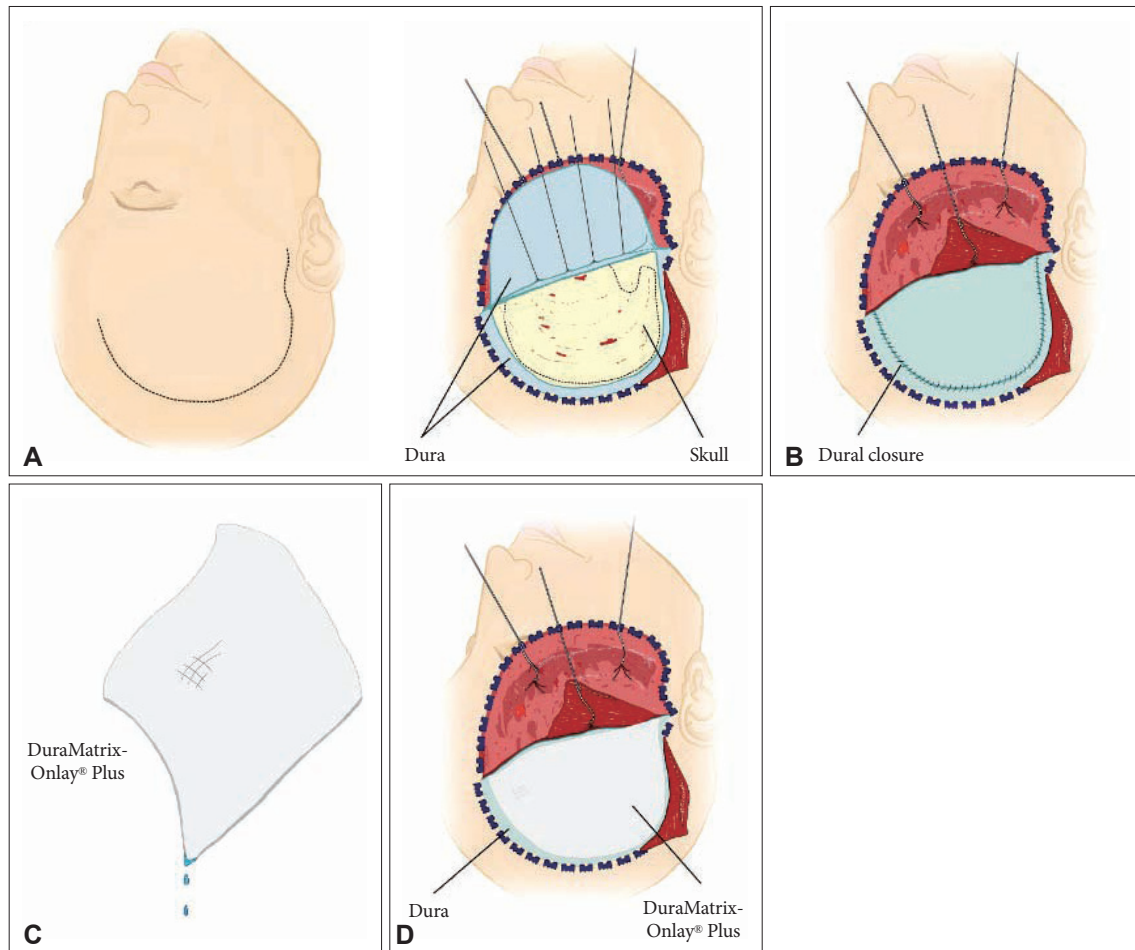 A
Dura
Skull
B
Dural closure
C
DuraMatrix-
Onlay® Plus
D
Dura
DuraMatrix-
Onlay® Plus